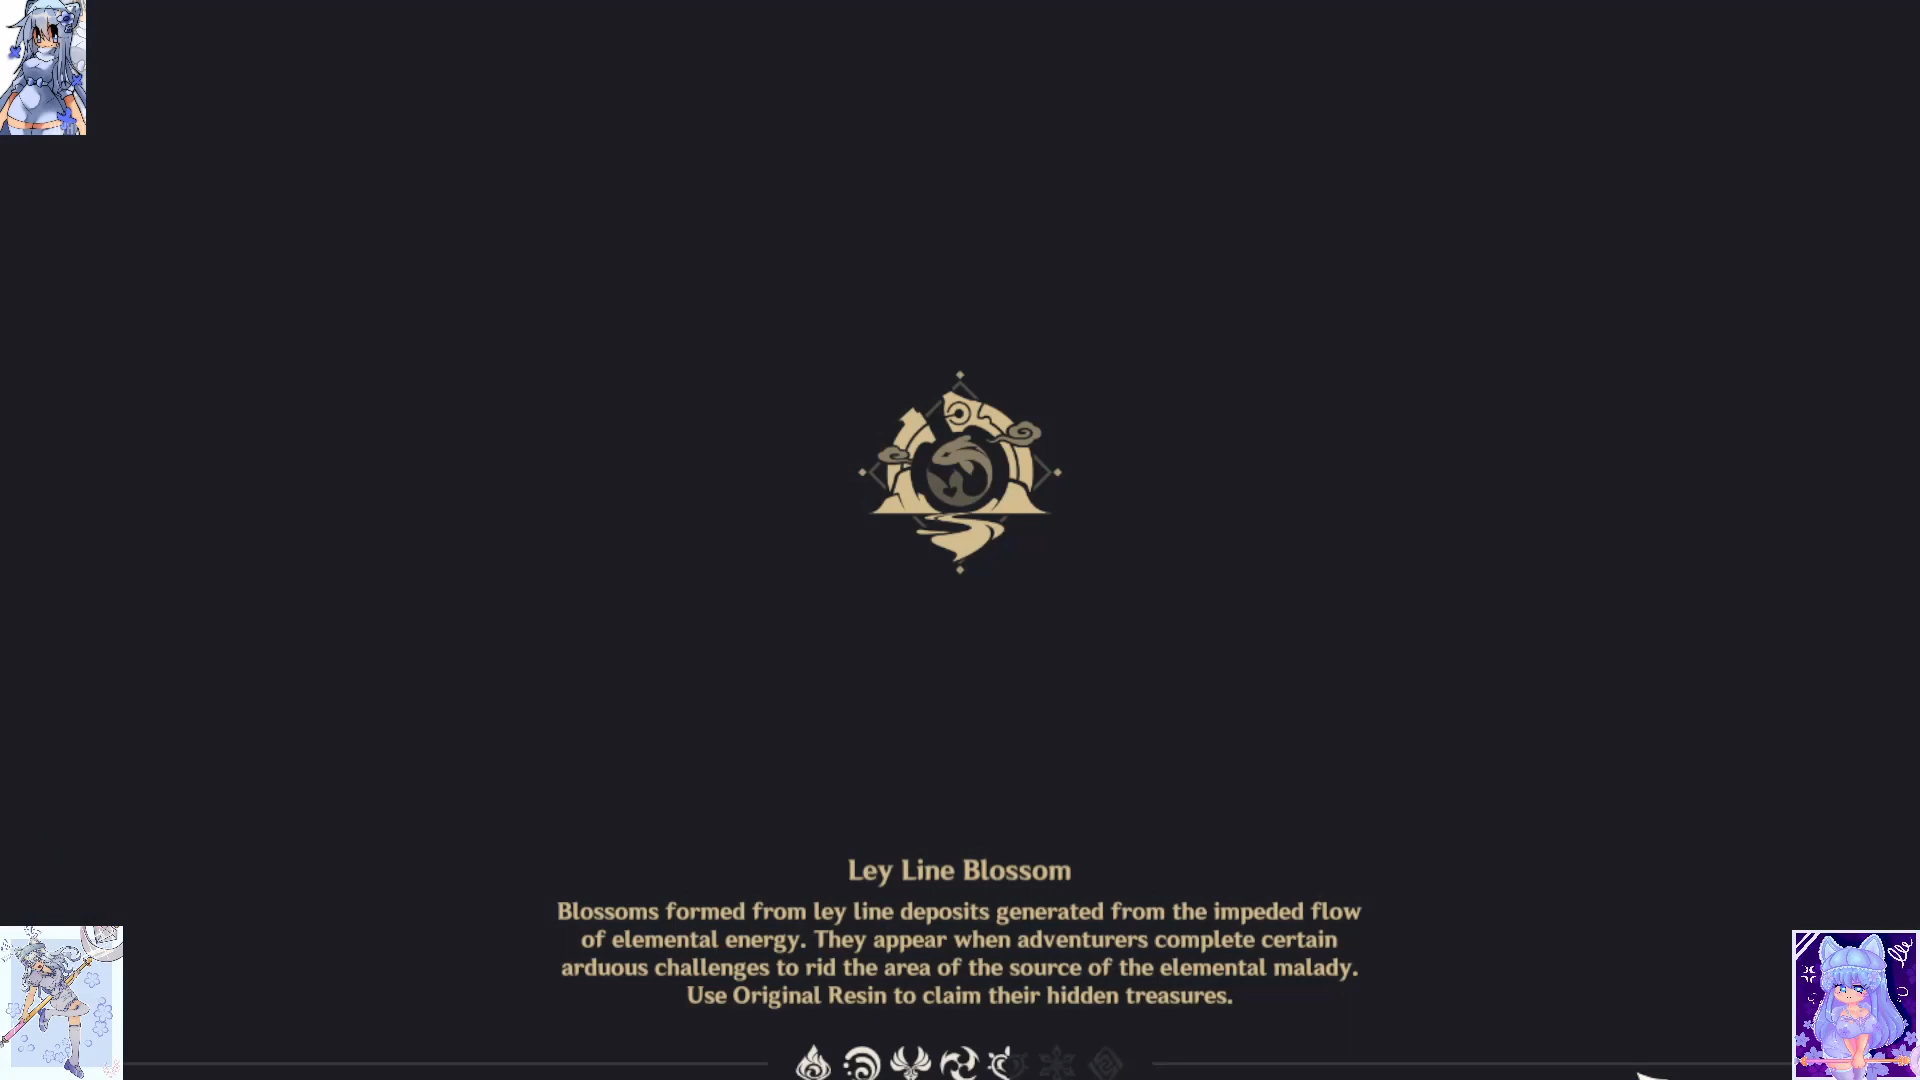 Ley Line Blossom
Blossoms formed from ley line deposits generated from the impeded flow
of elemental energy. They appear when adventurers complete certain
arduous challenges to rid the area of the source of the elemental malady.
Use Original Resin to claim their hidden treasures.